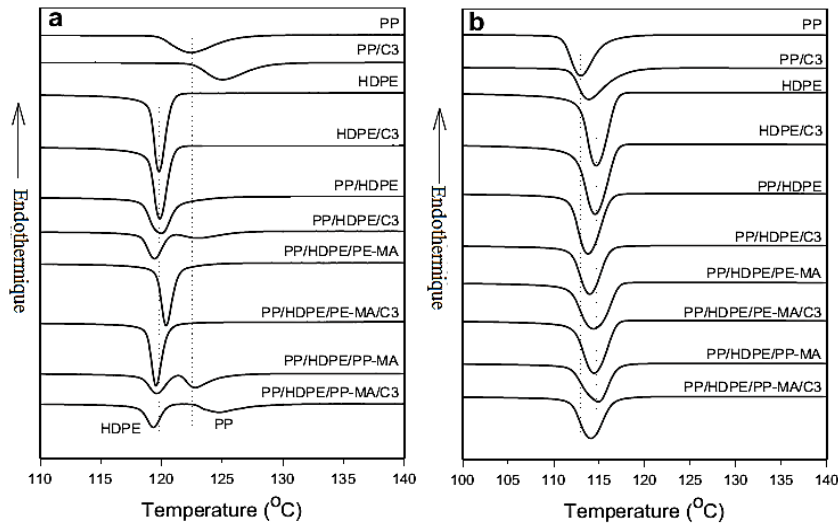 a
PP
PP/C3
HDPE
HDPE/C3
PP/HDPE
PP/HDPE/C3
PP/HDPE/PE-MA
PP/HDPE/PE-MA/C3
PP/HDPE/PP-MA
PP/HDPE/PP-MA/C3
HDPE
PP
Endothermique
110 115 120 125 130 135 140
Temperature (°C)
b
PP
PP/C3
HDPE
HDPE/C3
PP/HDPE
PP/HDPE/C3
PP/HDPE/PE-MA
PP/HDPE/PE-MA/C3
PP/HDPE/PP-MA
PP/HDPE/PP-MA/C3
Endothermique
100 105 110 115 120 125 130 135 140
Temperature (°C)